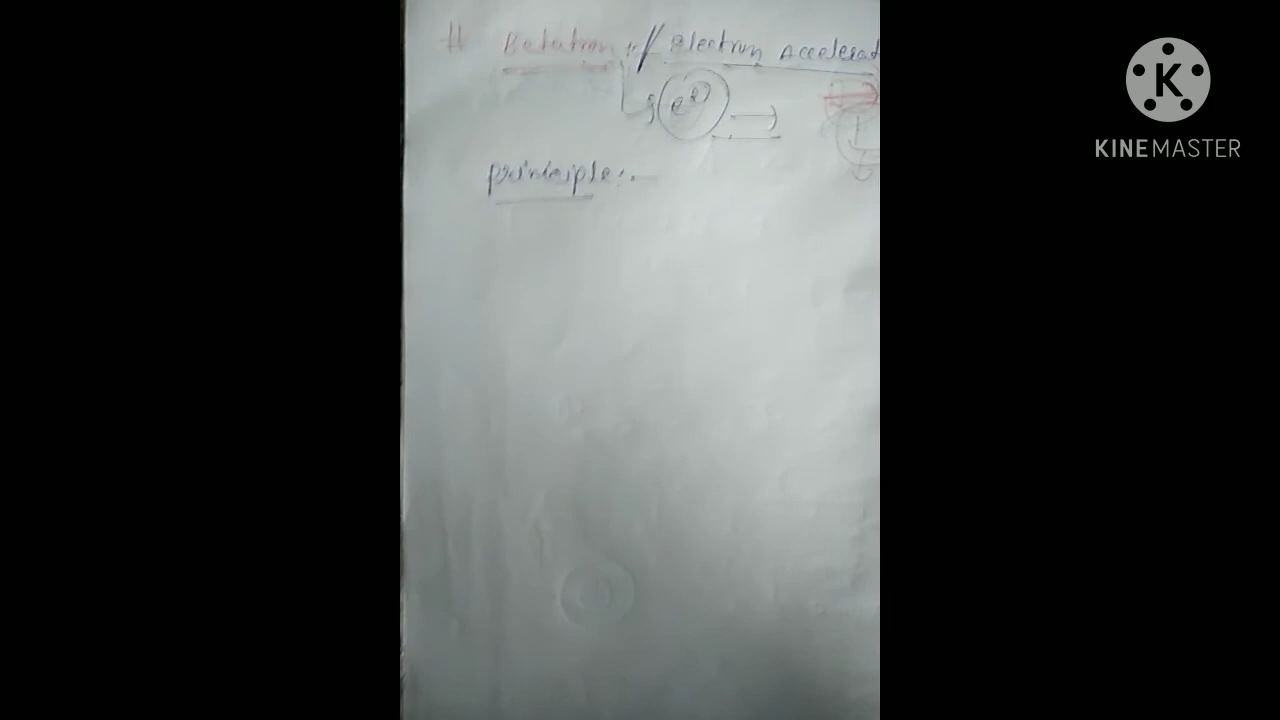 # Betatron :- / Electron Accelerat
principle:-
K
KINEMASTER